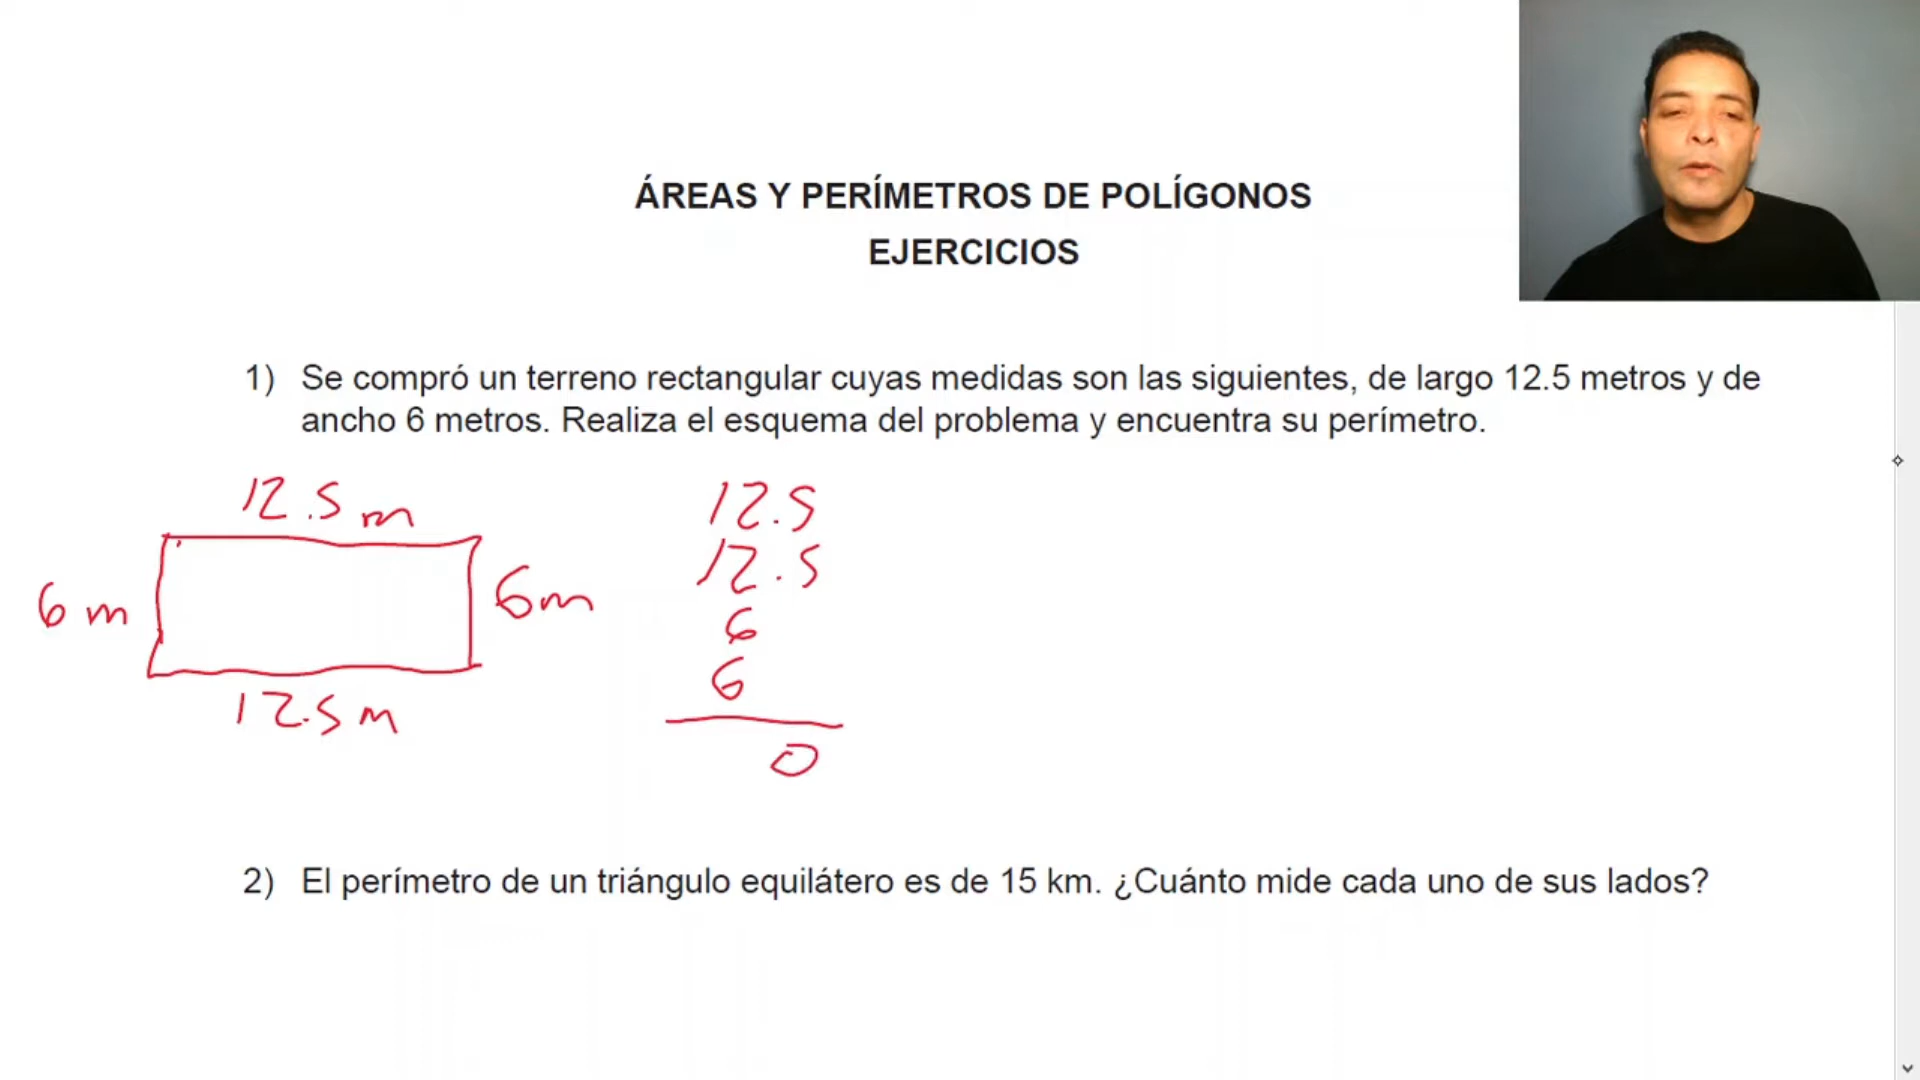 ÁREAS Y PERÍMETROS DE POLÍGONOS
EJERCICIOS
1) Se compró un terreno rectangular cuyas medidas son las siguientes, de largo 12.5 metros y de
ancho 6 metros. Realiza el esquema del problema y encuentra su perímetro.
12.5 m
6 m
6m
12.5 m
12.5
12.5
6
6
0
2) El perímetro de un triángulo equilátero es de 15 km. ¿Cuánto mide cada uno de sus lados?